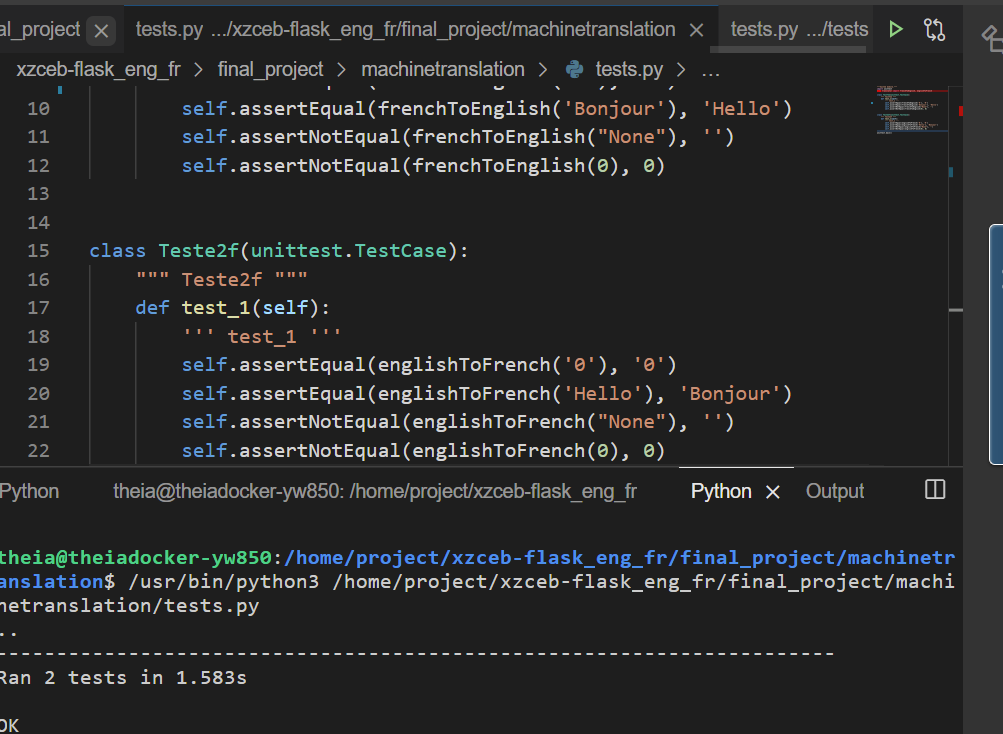 al_project
tests.py .../xzceb-flask_eng_fr/final_project/machinetranslation
tests.py .../tests
xzceb-flask_eng_fr > final_project > machinetranslation > tests.py > ...
10 self.assertEqual(frenchToEnglish('Bonjour'), 'Hello')
11 self.assertNotEqual(frenchToEnglish("None"), '')
12 self.assertNotEqual(frenchToEnglish(0), 0)
13
14
15 class Teste2f(unittest.TestCase):
16 """ Teste2f """
17 def test_1(self):
18 ''' test_1 '''
19 self.assertEqual(englishToFrench('0'), '0')
20 self.assertEqual(englishToFrench('Hello'), 'Bonjour')
21 self.assertNotEqual(englishToFrench("None"), '')
22 self.assertNotEqual(englishToFrench(0), 0)
Python theia@theiadocker-yw850: /home/project/xzceb-flask_eng_fr Python Output
theia@theiadocker-yw850:/home/project/xzceb-flask_eng_fr/final_project/machinetr
anslation$ /usr/bin/python3 /home/project/xzceb-flask_eng_fr/final_project/machi
netranslation/tests.py
..
----------------------------------------------------------------------
Ran 2 tests in 1.583s
OK